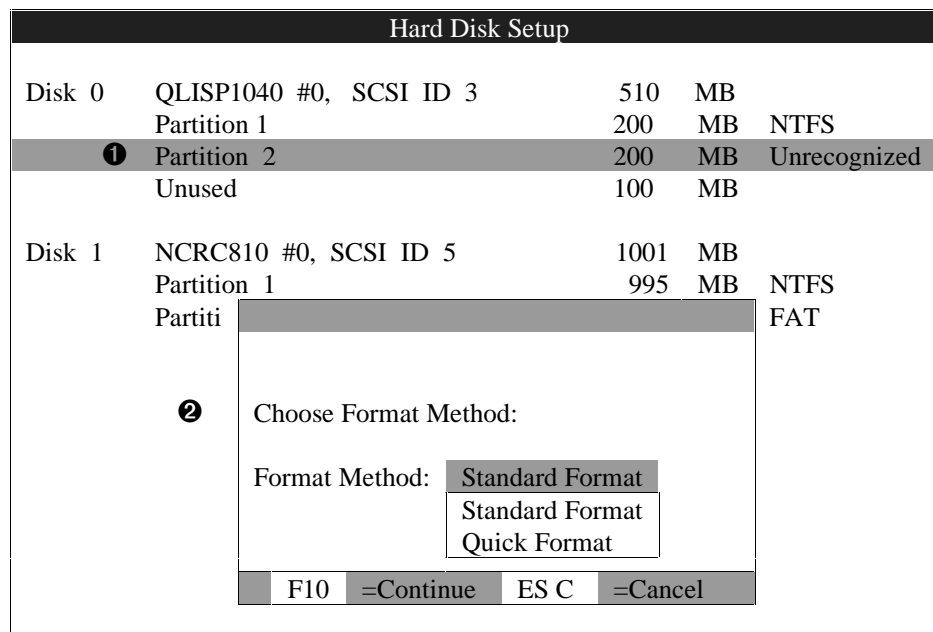 Hard Disk Setup
Disk 0 QLISP1040 #0, SCSI ID 3 510 MB
Partition 1 200 MB NTFS
❶ Partition 2 200 MB Unrecognized
Unused 100 MB
Disk 1 NCRC810 #0, SCSI ID 5 1001 MB
Partition 1 995 MB NTFS
Partiti FAT
❷ Choose Format Method:
Format Method: Standard Format
Standard Format
Quick Format
F10 =Continue ES C =Cancel